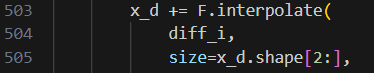 503 x_d += F.interpolate(
504 diff_i,
505 size=x_d.shape[2:],